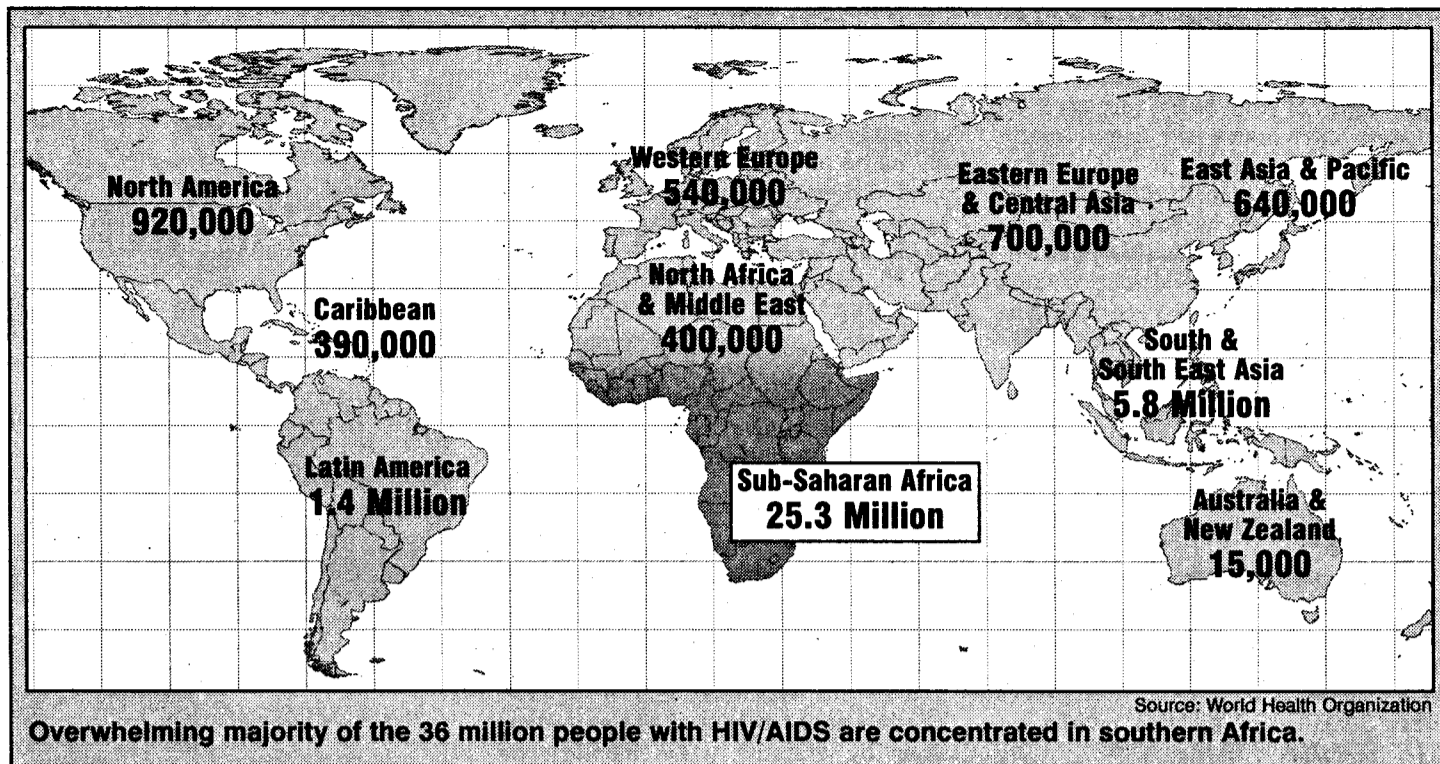 North America
920,000
Western Europe
540,000
Eastern Europe
& Central Asia
700,000
East Asia & Pacific
640,000
Caribbean
390,000
North Africa
& Middle East
400,000
South &
South East Asia
5.8 Million
Latin America
1.4 Million
Sub-Saharan Africa
25.3 Million
Australia &
New Zealand
15,000
Source: World Health Organization
Overwhelming majority of the 36 million people with HIV/AIDS are concentrated in southern Africa.